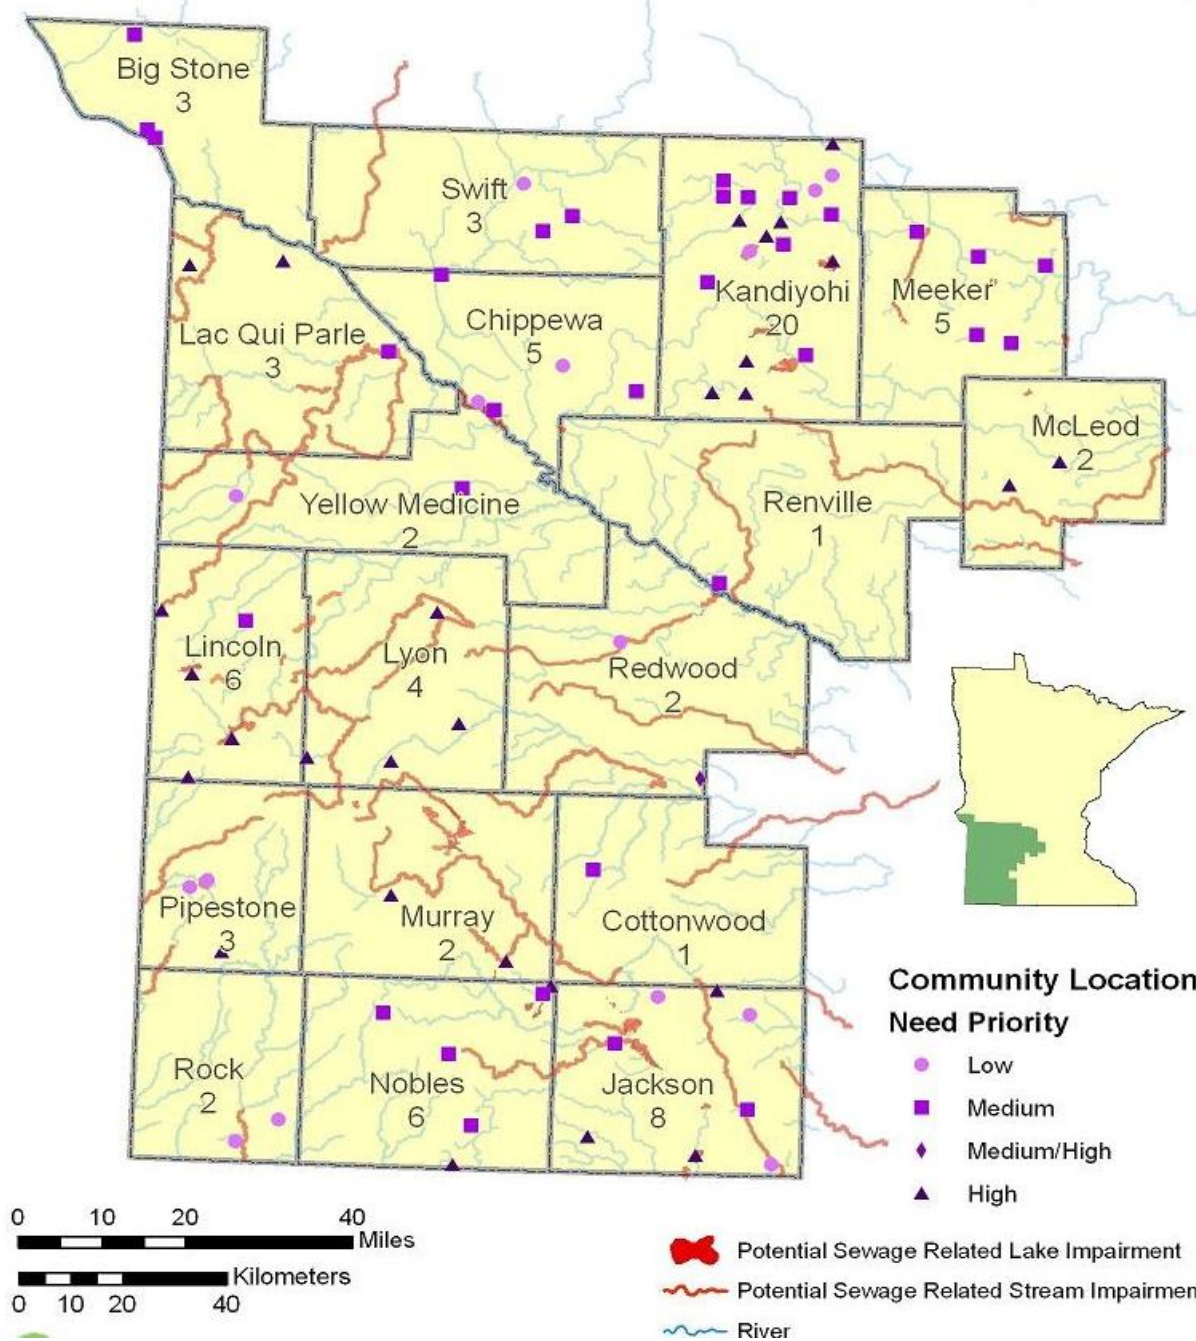 Big Stone
3
Swift
3
Kandiyohi
20
Meeker
5
Lac Qui Parle
3
Chippewa
5
McLeod
2
Yellow Medicine
2
Renville
1
Lincoln
6
Lyon
4
Redwood
2
Pipestone
3
Murray
2
Cottonwood
1
Rock
2
Nobles
6
Jackson
8
Community Location
Need Priority
Low
Medium
Medium/High
High
0 10 20 40
Miles
Kilometers
0 10 20 40
Potential Sewage Related Lake Impairment
Potential Sewage Related Stream Impairmen
River